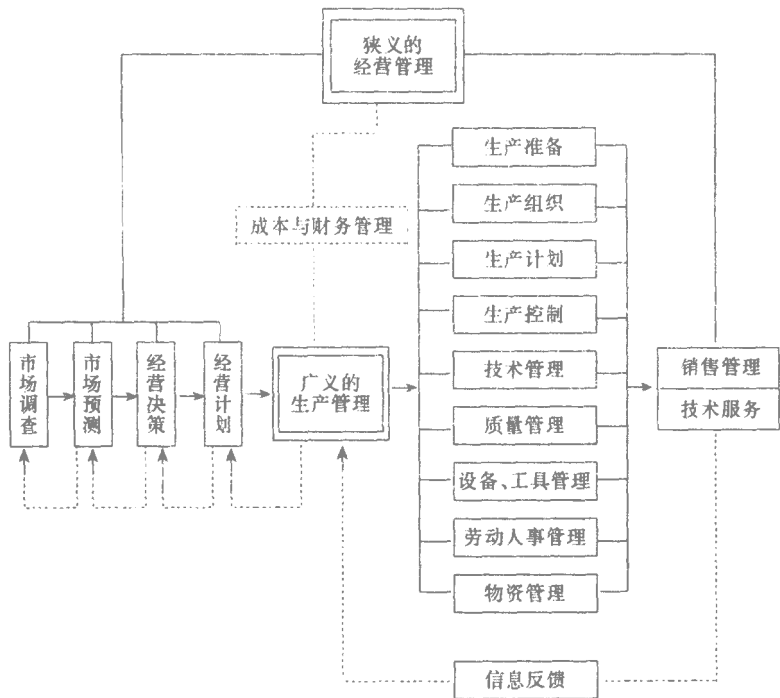 狭义的
经营管理
生产准备
生产组织
成本与财务管理
生产计划
生产控制
市场调查
市场预测
经营决策
经营计划
广义的
生产管理
技术管理
销售管理
技术服务
质量管理
设备、工具管理
劳动人事管理
物资管理
信息反馈